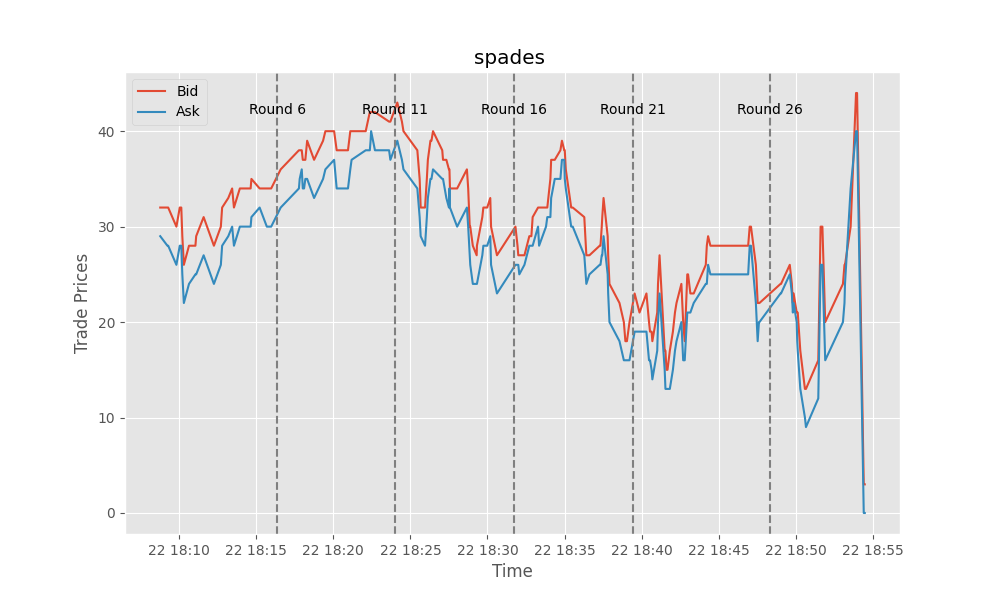 spades
Bid
Ask
Round 6
Round 11
Round 16
Round 21
Round 26
Trade Prices
40
30
20
10
0
22 18:10
22 18:15
22 18:20
22 18:25
22 18:30
22 18:35
22 18:40
22 18:45
22 18:50
22 18:55
Time